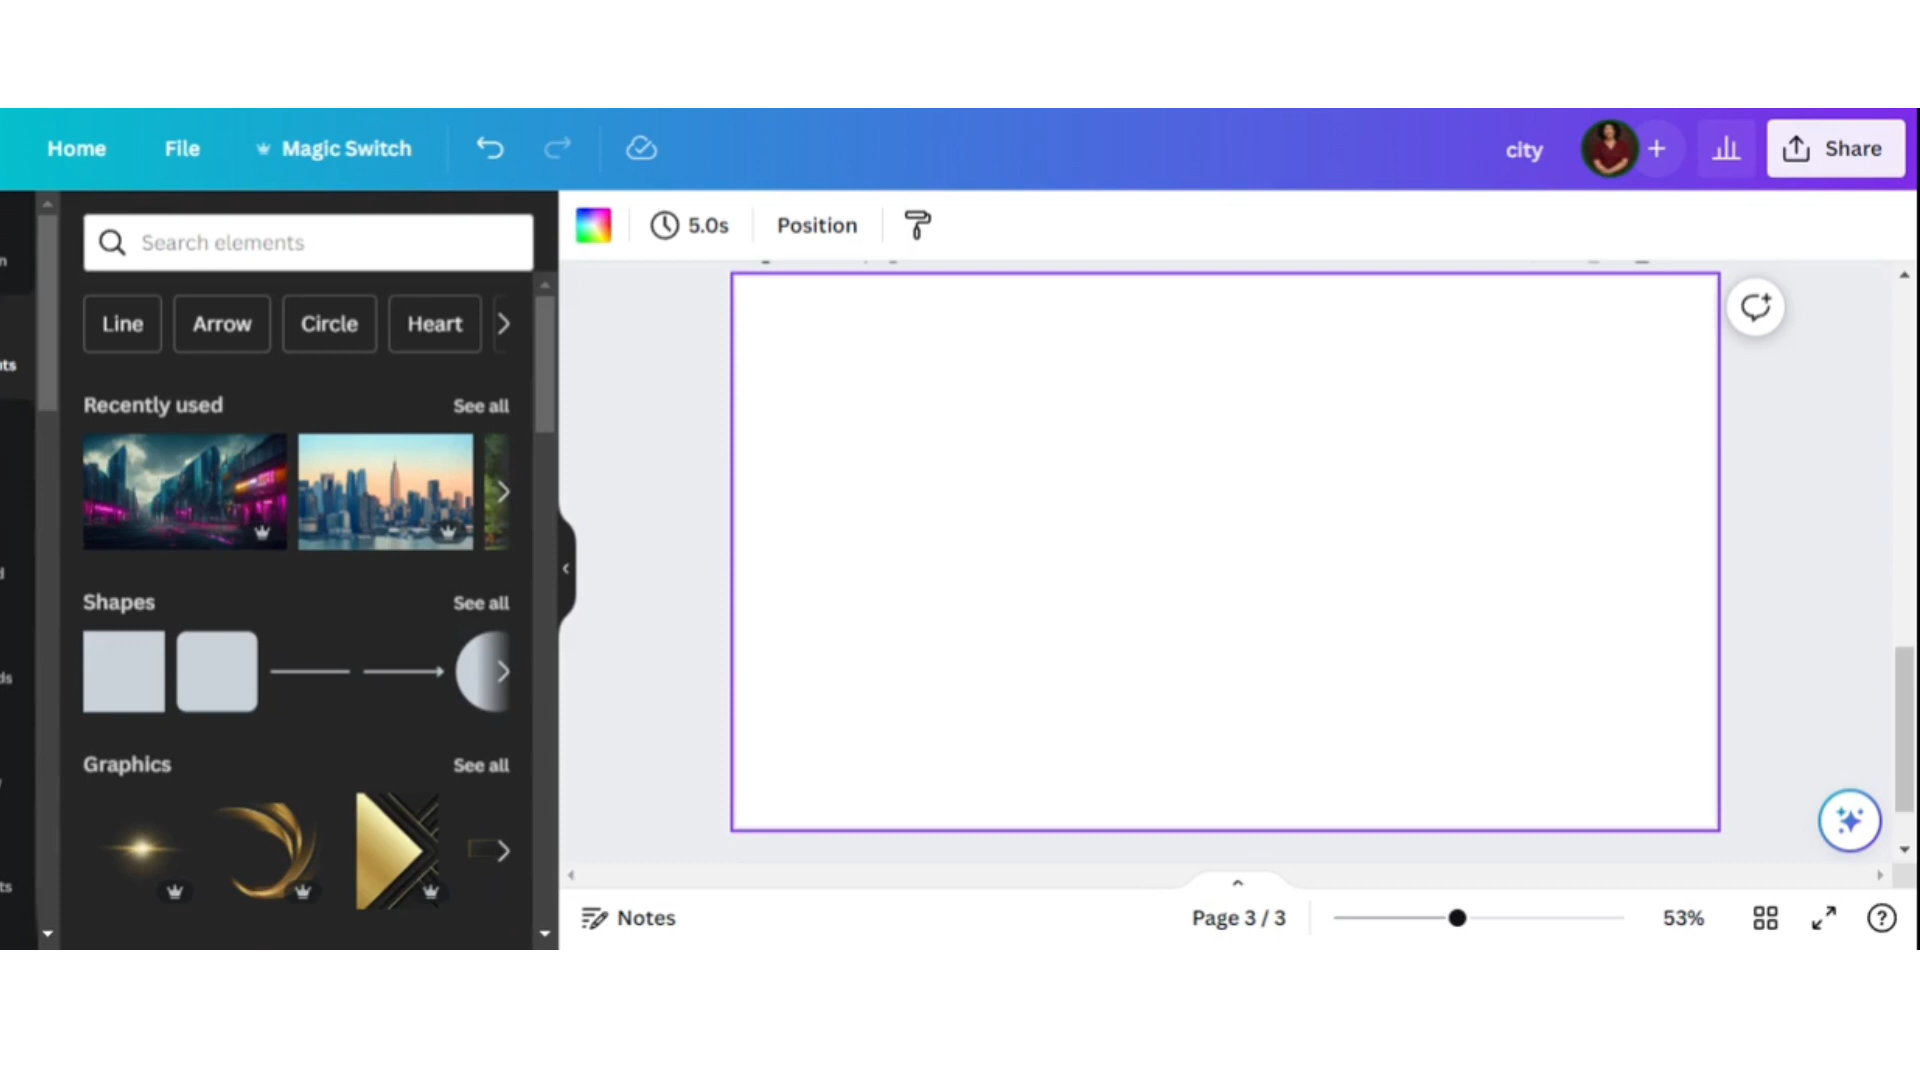 Home File Magic Switch city Share
Search elements
5.0s Position
Line Arrow Circle Heart
Recently used See all
Shapes See all
Graphics See all
Notes Page 3 / 3 53%